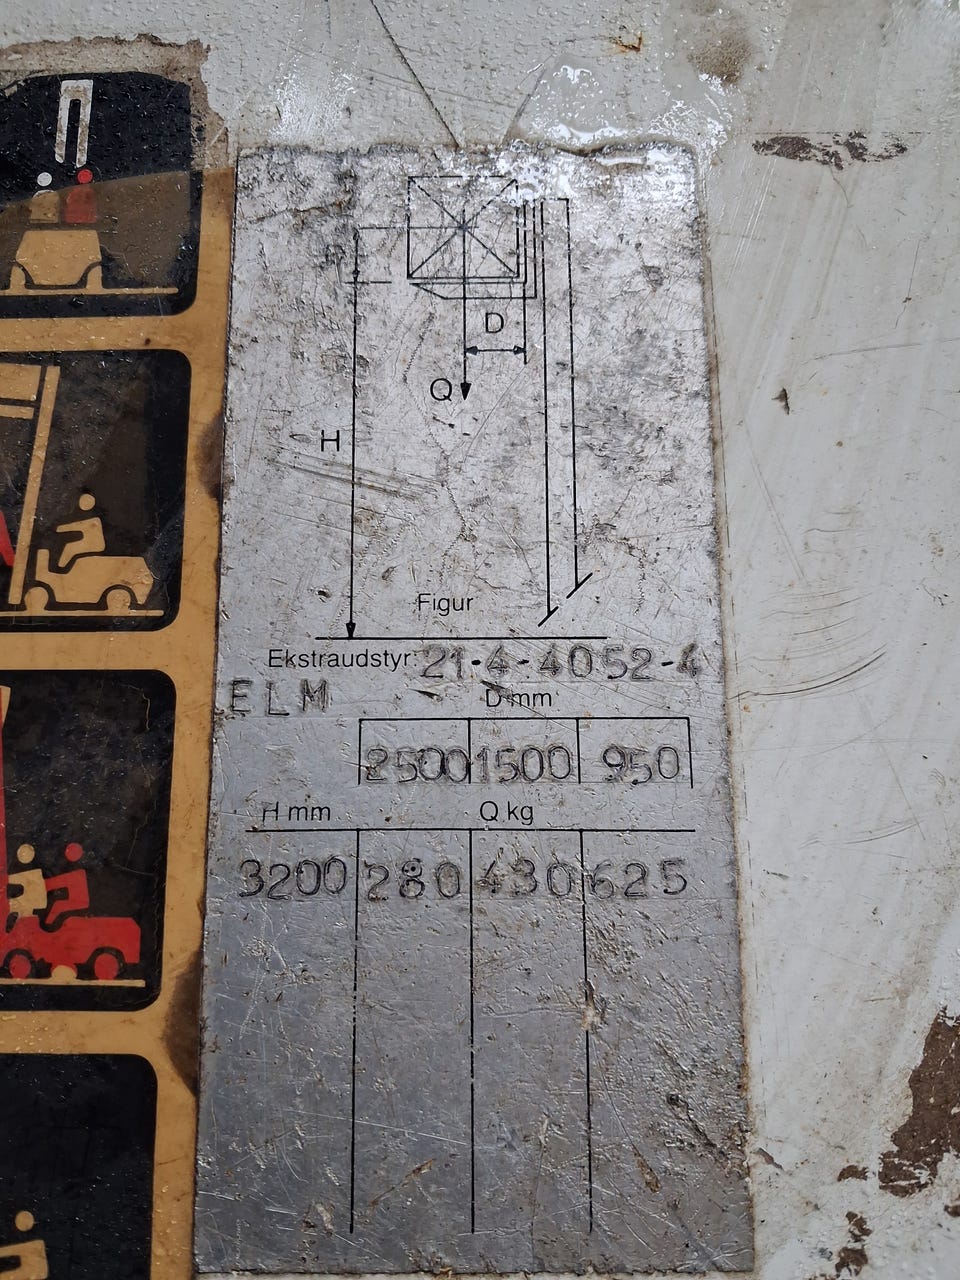 D
Q
H
Figur
Ekstraudstyr: 21-4-4052-4
ELM
D mm
2500 1500 950
H mm Q kg
3200 280 430 625